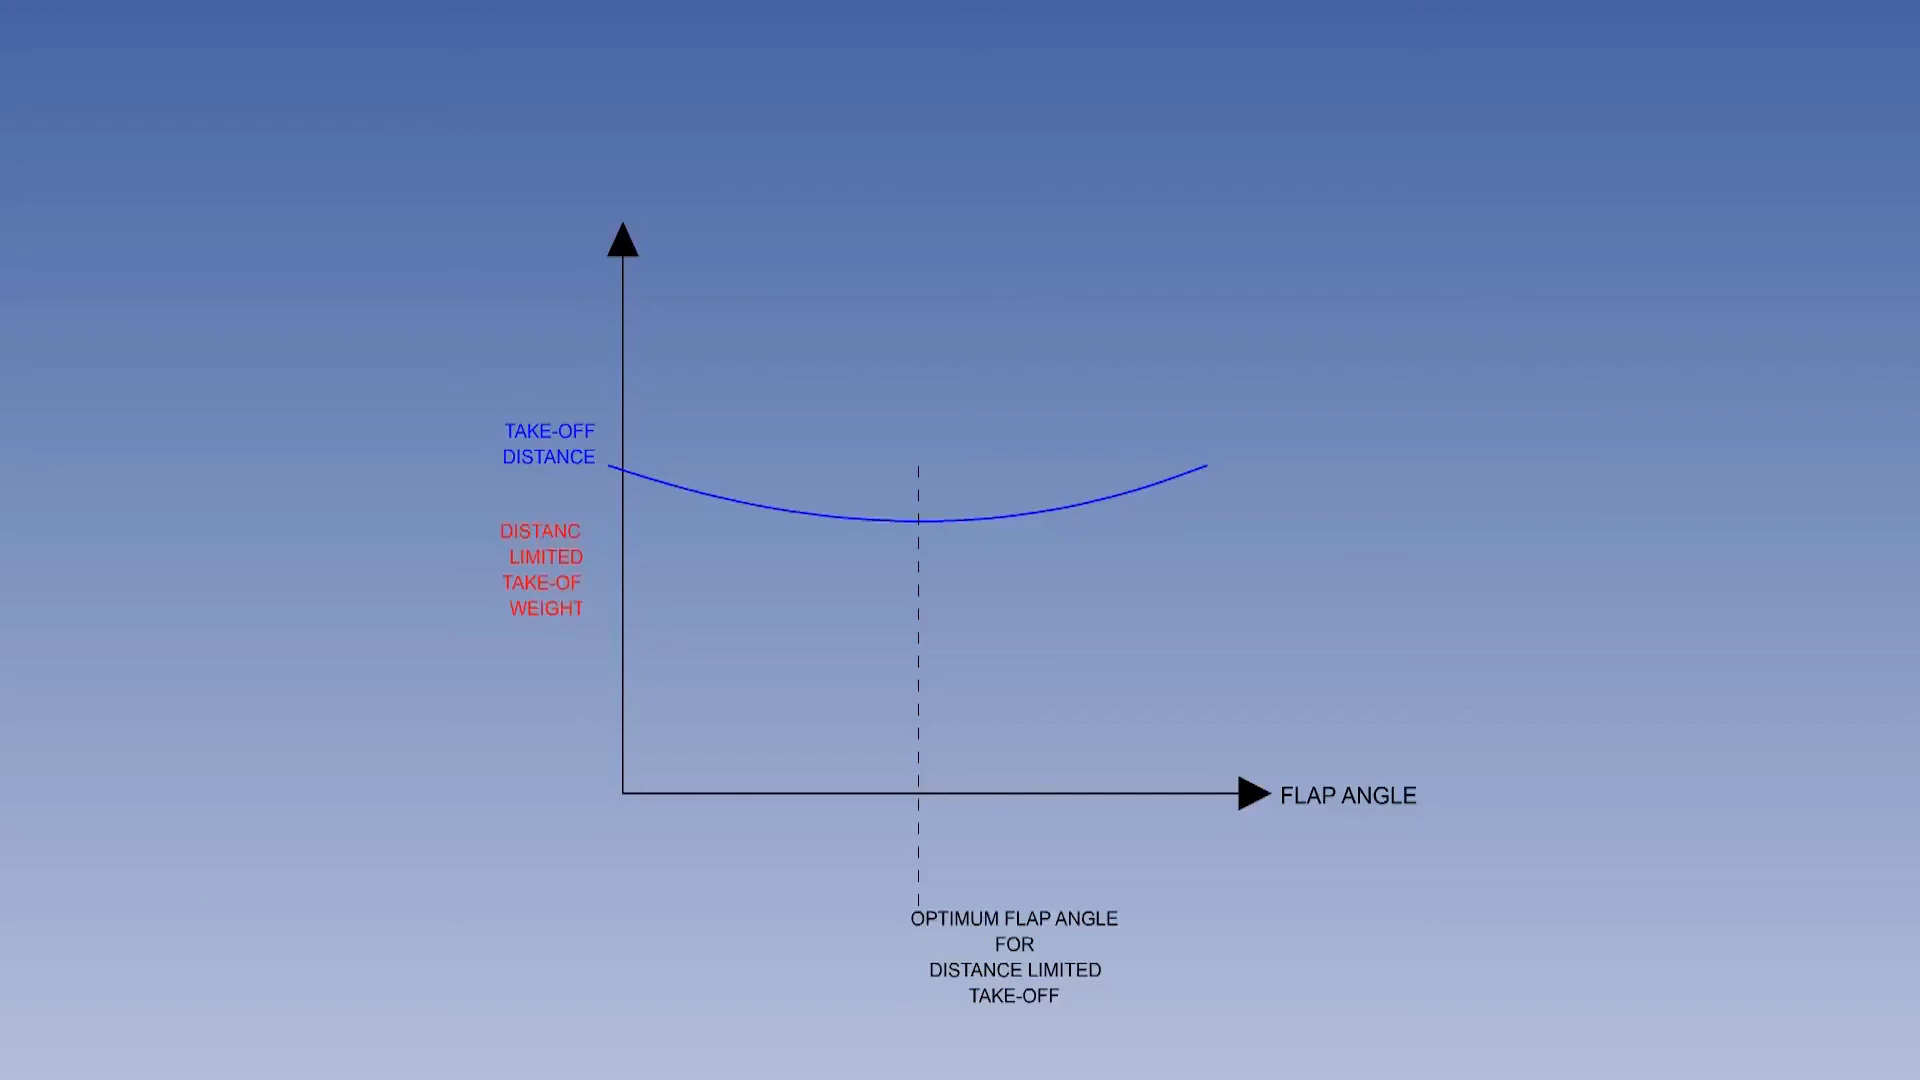 TAKE-OFF
DISTANCE
DISTANC
LIMITED
TAKE-OF
WEIGHT
FLAP ANGLE
OPTIMUM FLAP ANGLE
FOR
DISTANCE LIMITED
TAKE-OFF